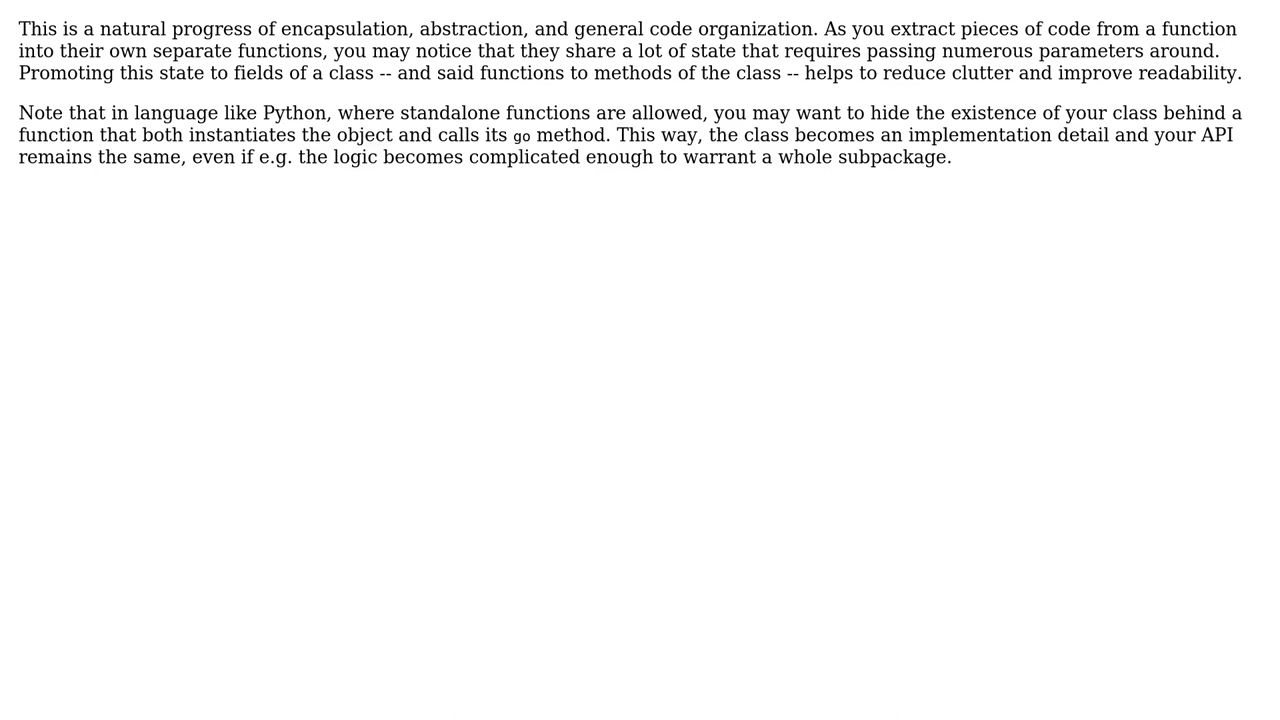 This is a natural progress of encapsulation, abstraction, and general code organization. As you extract pieces of code from a function
into their own separate functions, you may notice that they share a lot of state that requires passing numerous parameters around.
Promoting this state to fields of a class -- and said functions to methods of the class -- helps to reduce clutter and improve readability.
Note that in language like Python, where standalone functions are allowed, you may want to hide the existence of your class behind a
function that both instantiates the object and calls its go method. This way, the class becomes an implementation detail and your API
remains the same, even if e.g. the logic becomes complicated enough to warrant a whole subpackage.